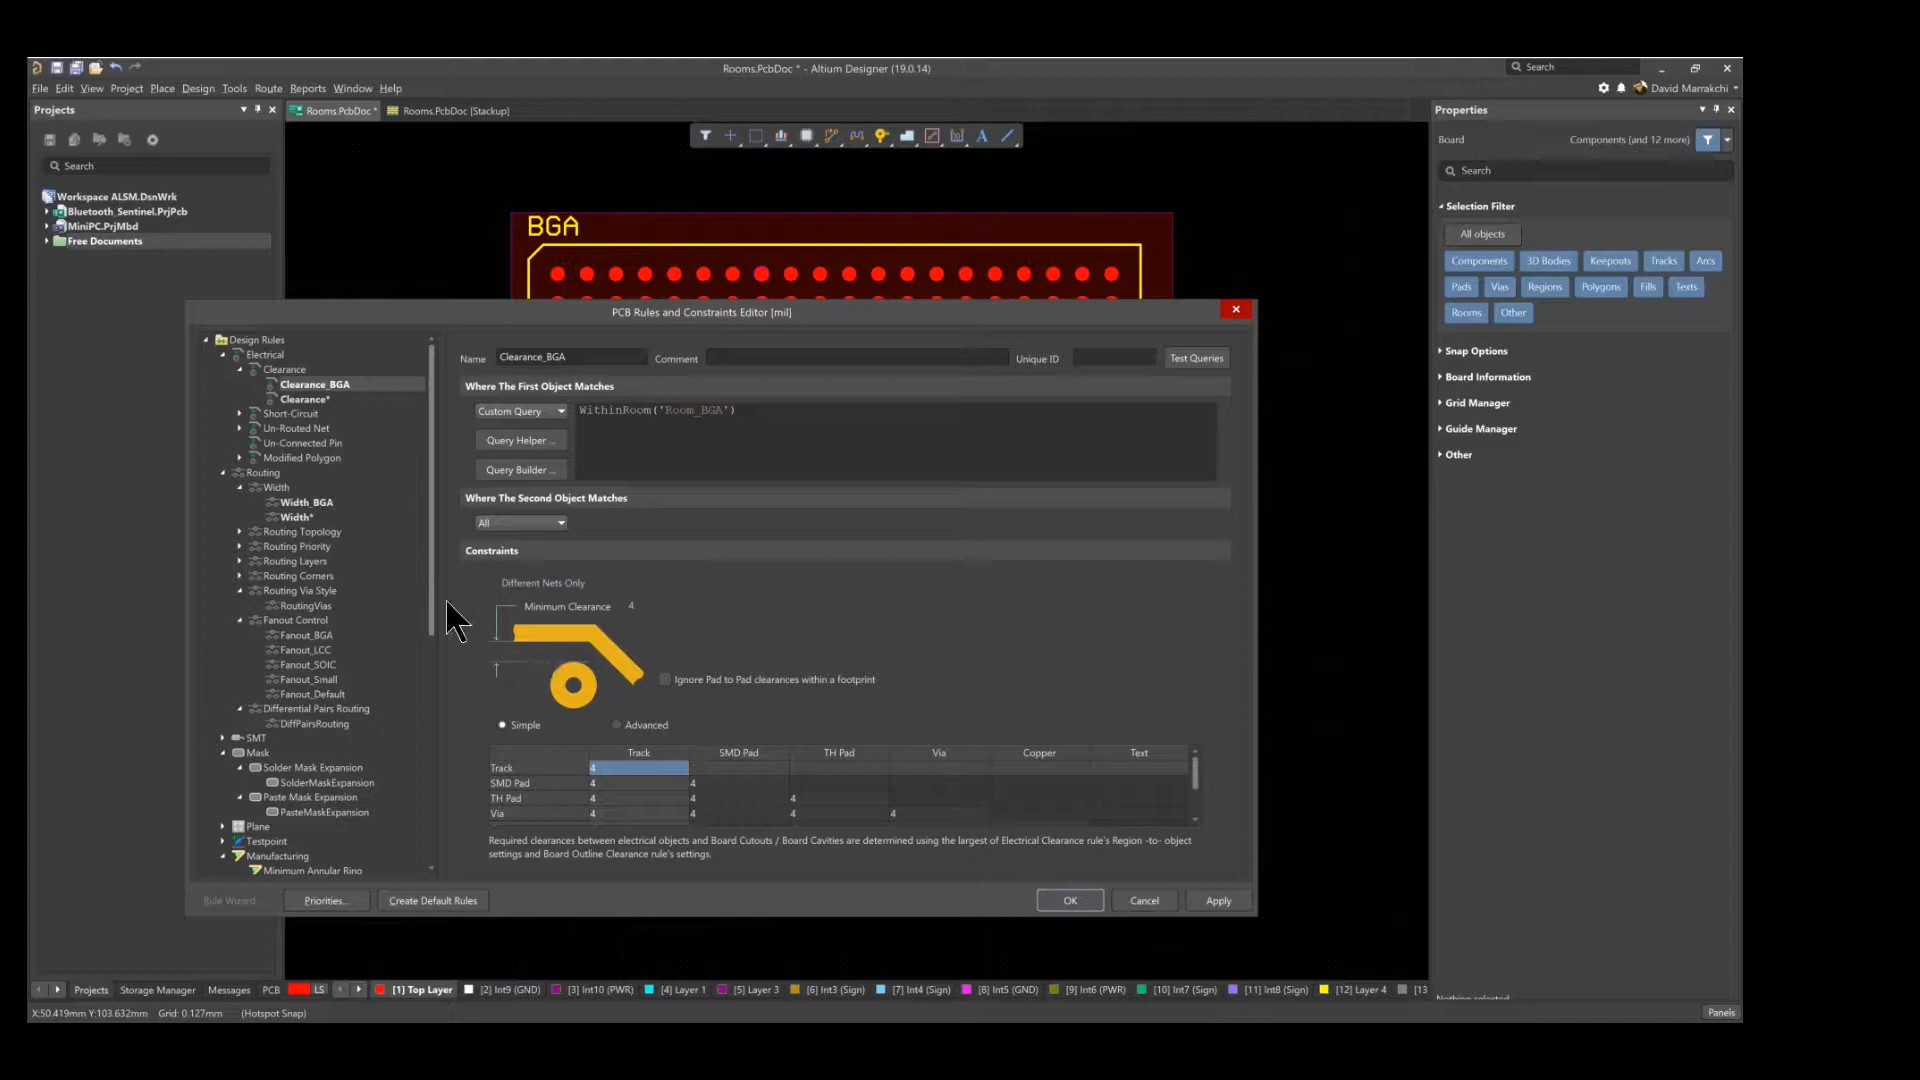 Rooms.PcbDoc * - Altium Designer (19.0.14)
Search
File Edit View Project Place Design Tools Route Reports Window Help
David Marrakchi
Projects
Rooms.PcbDoc *
Rooms.PcbDoc [Stackup]
Properties
Board
Components (and 12 more)
Search
Search
Workspace ALSM.DsnWrk
Bluetooth_Sentinel.PrjPcb
MiniPC.PrjMbd
Free Documents
Selection Filter
All objects
Components 3D Bodies Keepouts Tracks Arcs
Pads Vias Regions Polygons Fills Texts
Rooms Other
Snap Options
Board Information
Grid Manager
Guide Manager
Other
BGA
PCB Rules and Constraints Editor [mil]
Design Rules
Electrical
Clearance
Clearance_BGA
Clearance*
Short-Circuit
Un-Routed Net
Un-Connected Pin
Modified Polygon
Routing
Width
Width_BGA
Width*
Routing Topology
Routing Priority
Routing Layers
Routing Corners
Routing Via Style
RoutingVias
Fanout Control
Fanout_BGA
Fanout_LCC
Fanout_SOIC
Fanout_Small
Fanout_Default
Differential Pairs Routing
DiffPairsRouting
SMT
Mask
Solder Mask Expansion
SolderMaskExpansion
Paste Mask Expansion
PasteMaskExpansion
Plane
Testpoint
Manufacturing
Minimum Annular Ring
Name Clearance_BGA Comment Unique ID Test Queries
Where The First Object Matches
Custom Query WithinRoom('Room_BGA')
Query Helper ...
Query Builder ...
Where The Second Object Matches
All
Constraints
Different Nets Only
Minimum Clearance 4
Ignore Pad to Pad clearances within a footprint
Simple Advanced
Track SMD Pad TH Pad Via Copper Text
Track 4
SMD Pad 4 4
TH Pad 4 4 4
Via 4 4 4 4
Required clearances between electrical objects and Board Cutouts / Board Cavities are determined using the largest of Electrical Clearance rule's Region -to- object
settings and Board Outline Clearance rule's settings.
Rule Wizard Priorities... Create Default Rules OK Cancel Apply
Projects Storage Manager Messages PCB LS [1] Top Layer [2] Int9 (GND) [3] Int10 (PWR) [4] Layer 1 [5] Layer 3 [6] Int3 (Sign) [7] Int4 (Sign) [8] Int5 (GND) [9] Int6 (PWR) [10] Int7 (Sign) [11] Int8 (Sign) [12] Layer 4 [13
Nothing selected
X:50.419mm Y:103.632mm Grid: 0.127mm (Hotspot Snap)
Panels